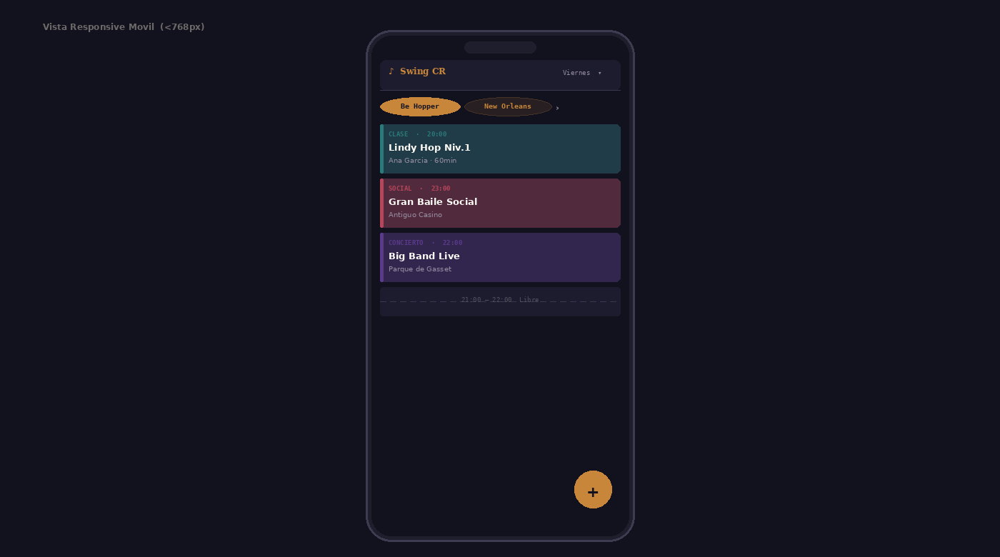 Vista Responsive Movil (<768px)
♪ Swing CR
Viernes ▾
Be Hopper
New Orleans
›
CLASE · 20:00
Lindy Hop Niv.1
Ana Garcia · 60min
SOCIAL · 23:00
Gran Baile Social
Antiguo Casino
CONCIERTO · 22:00
Big Band Live
Parque de Gasset
21:00 — 22:00 Libre
+